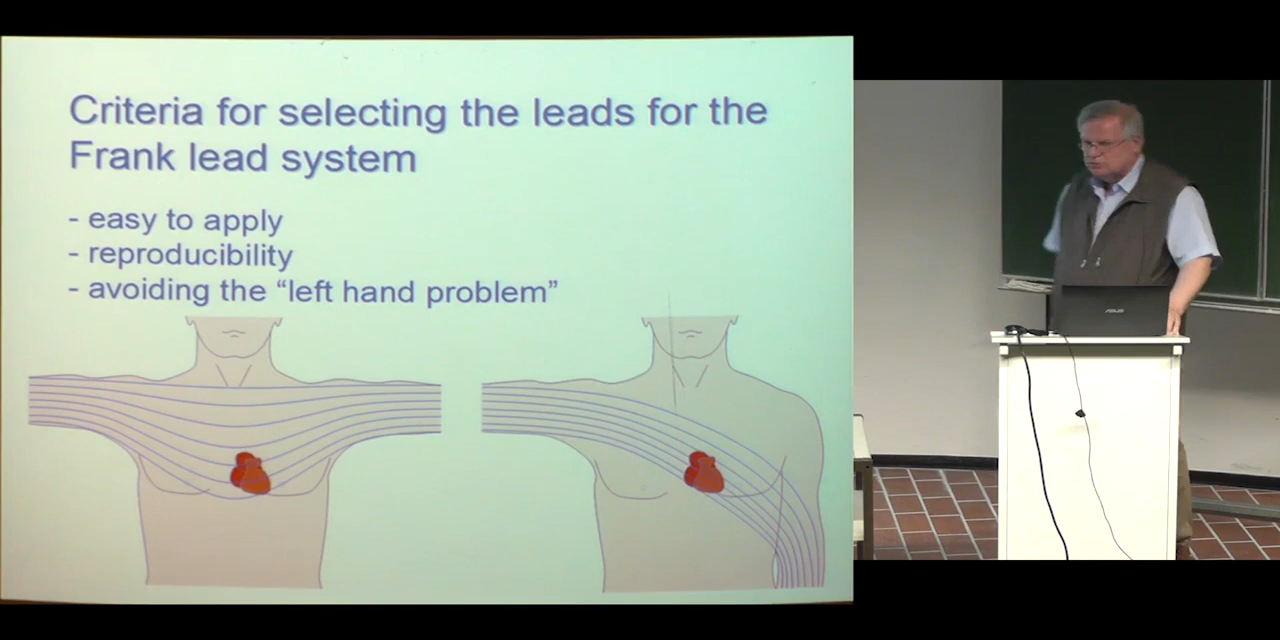 Criteria for selecting the leads for the
Frank lead system
- easy to apply
- reproducibility
- avoiding the “left hand problem”
ASUS